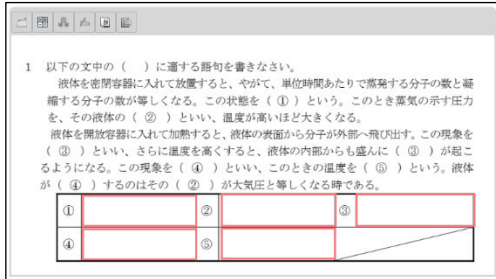 1 以下の文中の（　）に適する語句を書きなさい。
液体を密閉容器に入れて放置すると、やがて、単位時間あたりで蒸発する分子の数と凝
縮する分子の数が等しくなる。この状態を（ ① ）という。このとき蒸気の示す圧力
を、その液体の（ ② ）といい、温度が高いほど大きくなる。
液体を開放容器に入れて加熱すると、液体の表面から分子が外部へ飛び出す。この現象を
（ ③ ）といい、さらに温度を高くすると、液体の内部からも盛んに（ ③ ）が起こ
るようになる。この現象を（ ④ ）といい、このときの温度を（ ⑤ ）という。液体
が（ ④ ）するのはその（ ② ）が大気圧と等しくなる時である。
① ② ③
④ ⑤